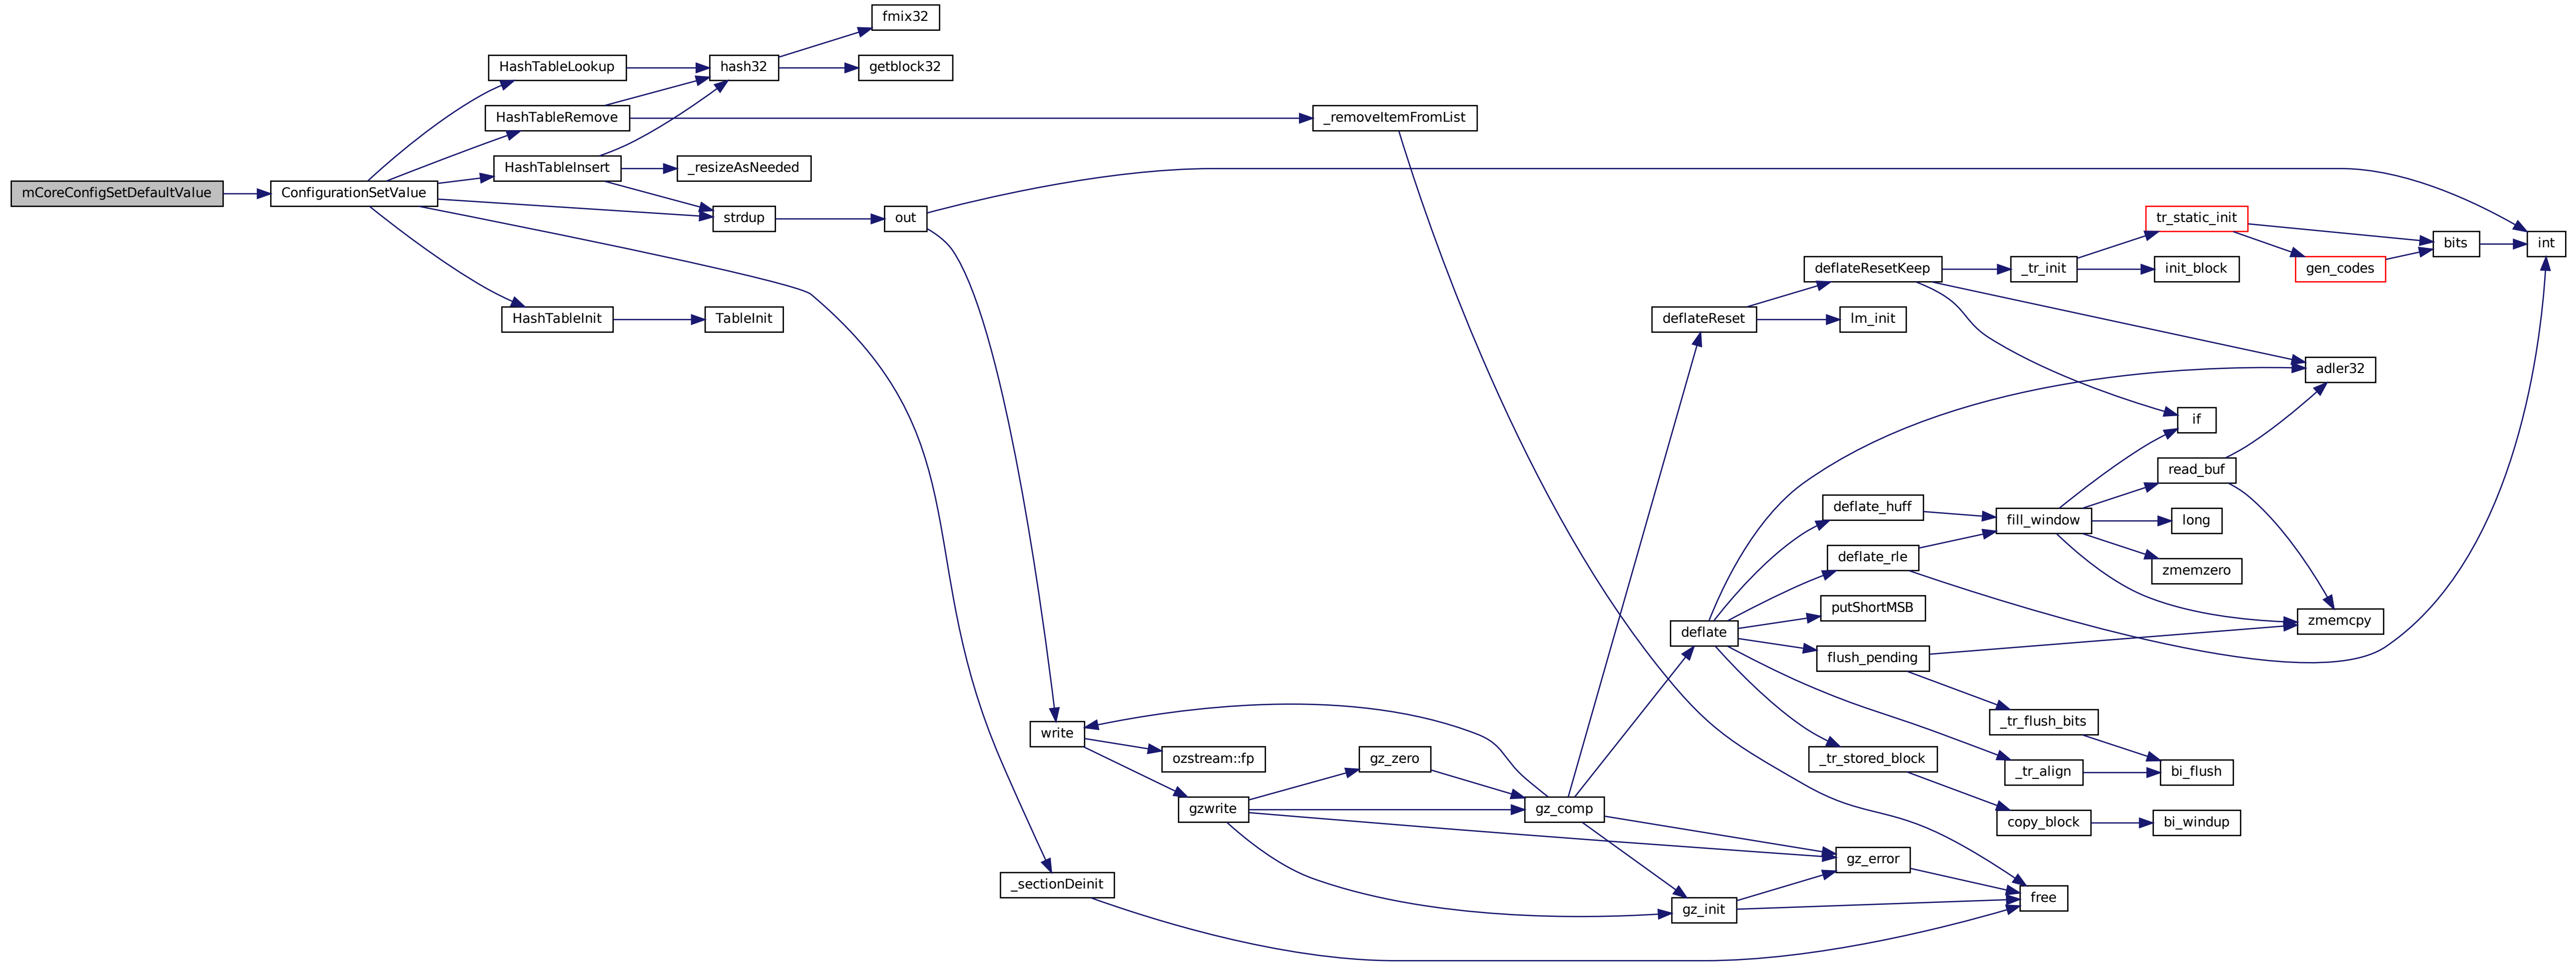 mCoreConfigSetDefaultValue
ConfigurationSetValue
HashTableLookup
HashTableRemove
HashTableInsert
HashTableInit
hash32
fmix32
getblock32
_resizeAsNeeded
strdup
TableInit
out
_removeItemFromList
_sectionDeinit
write
ozstream::fp
gzwrite
gz_zero
gz_comp
deflateReset
deflate
gz_init
deflateResetKeep
lm_init
deflate_huff
deflate_rle
putShortMSB
flush_pending
_tr_stored_block
gz_error
_tr_init
fill_window
_tr_flush_bits
_tr_align
copy_block
free
tr_static_init
init_block
if
read_buf
long
zmemzero
bi_flush
bi_windup
gen_codes
adler32
zmemcpy
bits
int